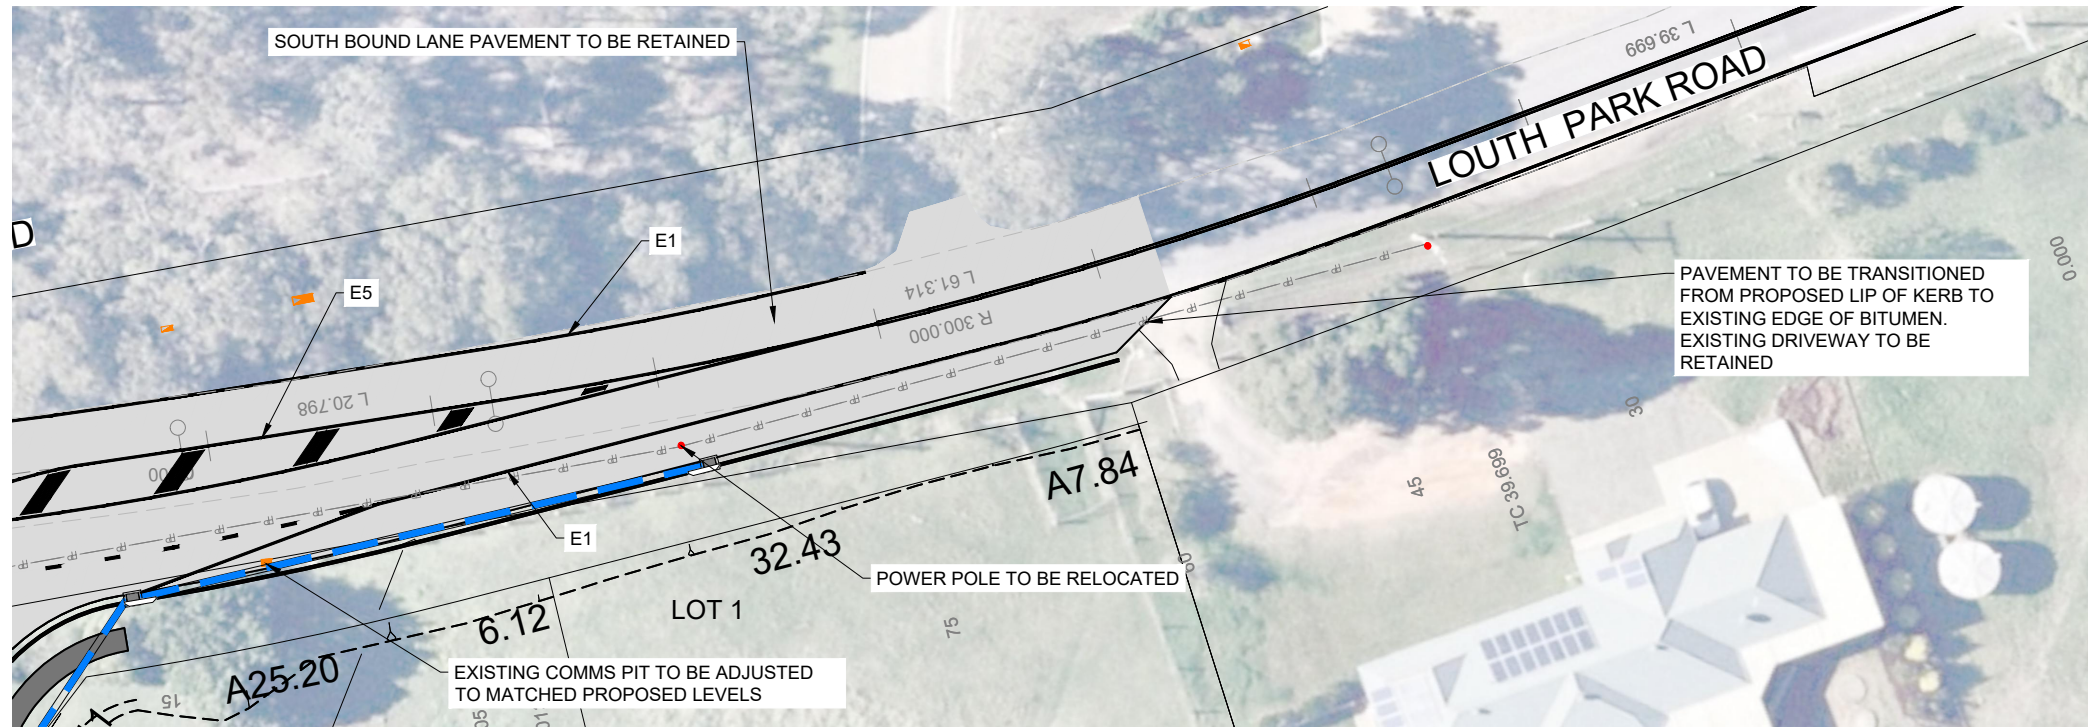 SOUTH BOUND LANE PAVEMENT TO BE RETAINED
L 39.699
LOUTH PARK ROAD
D
E1
E5
L 61.314
R 300.000
0.000
PAVEMENT TO BE TRANSITIONED
FROM PROPOSED LIP OF KERB TO
EXISTING EDGE OF BITUMEN.
EXISTING DRIVEWAY TO BE
RETAINED
L 20.798
30
A7.84
45
TC 39.699
E1
32.43
60
POWER POLE TO BE RELOCATED
6.12
LOT 1
75
A25.20
EXISTING COMMS PIT TO BE ADJUSTED
TO MATCHED PROPOSED LEVELS
15